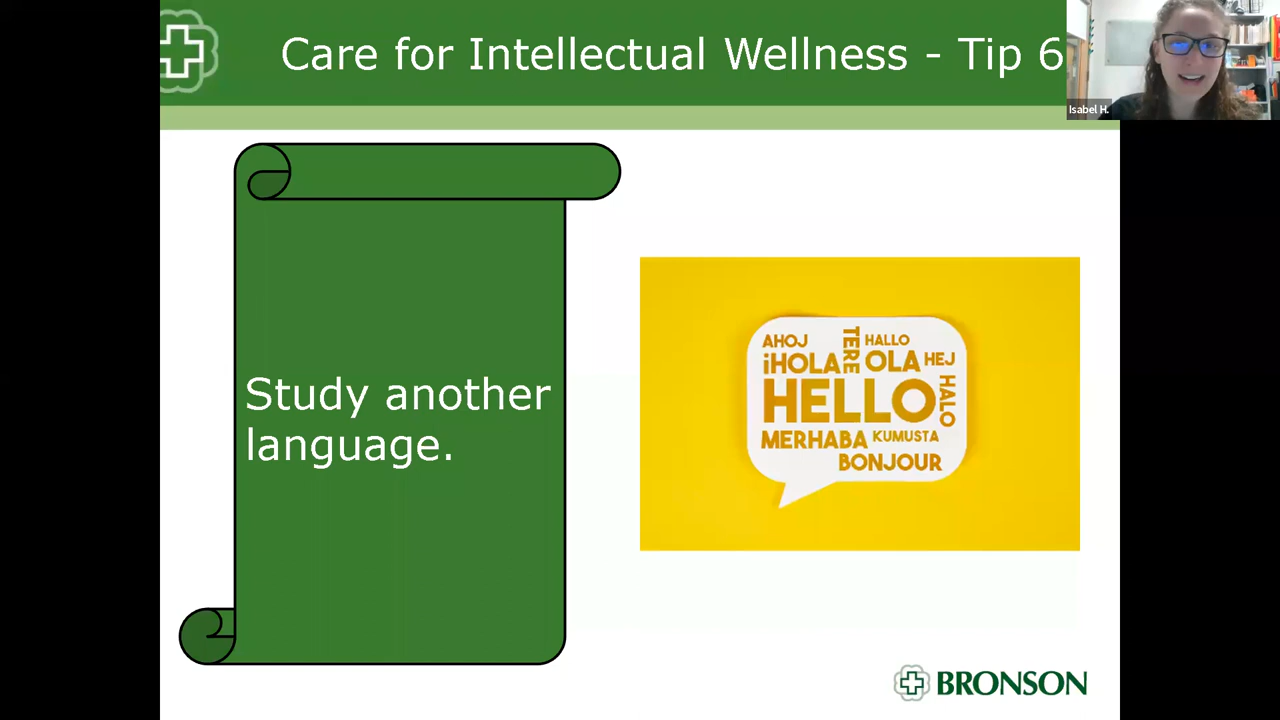 Care for Intellectual Wellness - Tip 6
Isabel H.
Study another
language.
AHOJ
TERE
HALLO
¡HOLA
OLA
HEJ
HELLO
HALO
MERHABA
KUMUSTA
BONJOUR
BRONSON